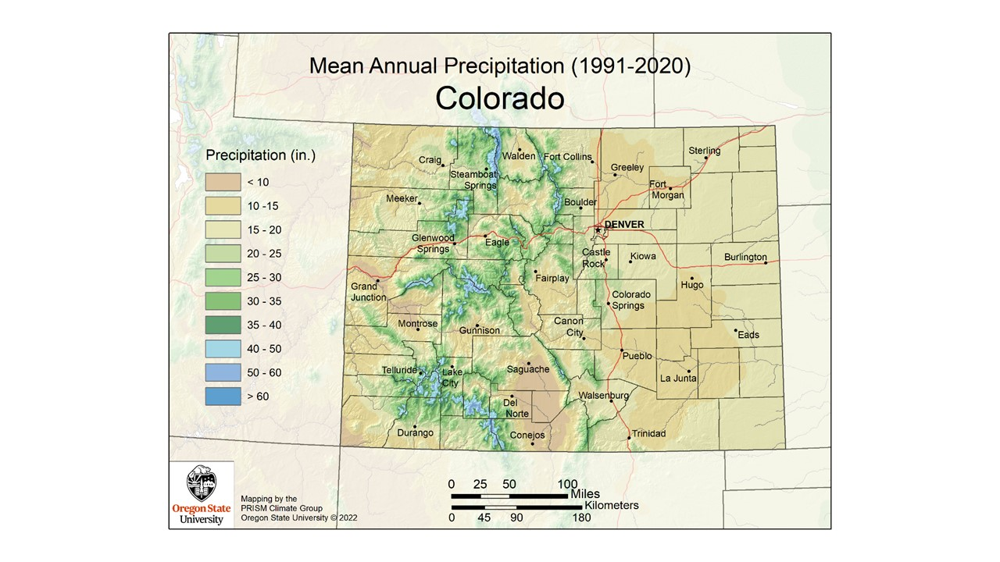 Mean Annual Precipitation (1991-2020)
Colorado
Precipitation (in.)
< 10
10 -15
15 - 20
20 - 25
25 - 30
30 - 35
35 - 40
40 - 50
50 - 60
> 60
Craig
Steamboat
Springs
Walden
Fort Collins
Greeley
Sterling
Fort
Morgan
Meeker
Boulder
DENVER
Glenwood
Springs
Eagle
Castle
Rock
Kiowa
Burlington
Grand
Junction
Fairplay
Hugo
Colorado
Springs
Montrose
Gunnison
Canon
City
Eads
Pueblo
Telluride
Lake
City
Saguache
La Junta
Del
Norte
Walsenburg
Durango
Conejos
Trinidad
Oregon State
University
Mapping by the
PRISM Climate Group
Oregon State University © 2022
0 25 50 100
Miles
Kilometers
0 45 90 180